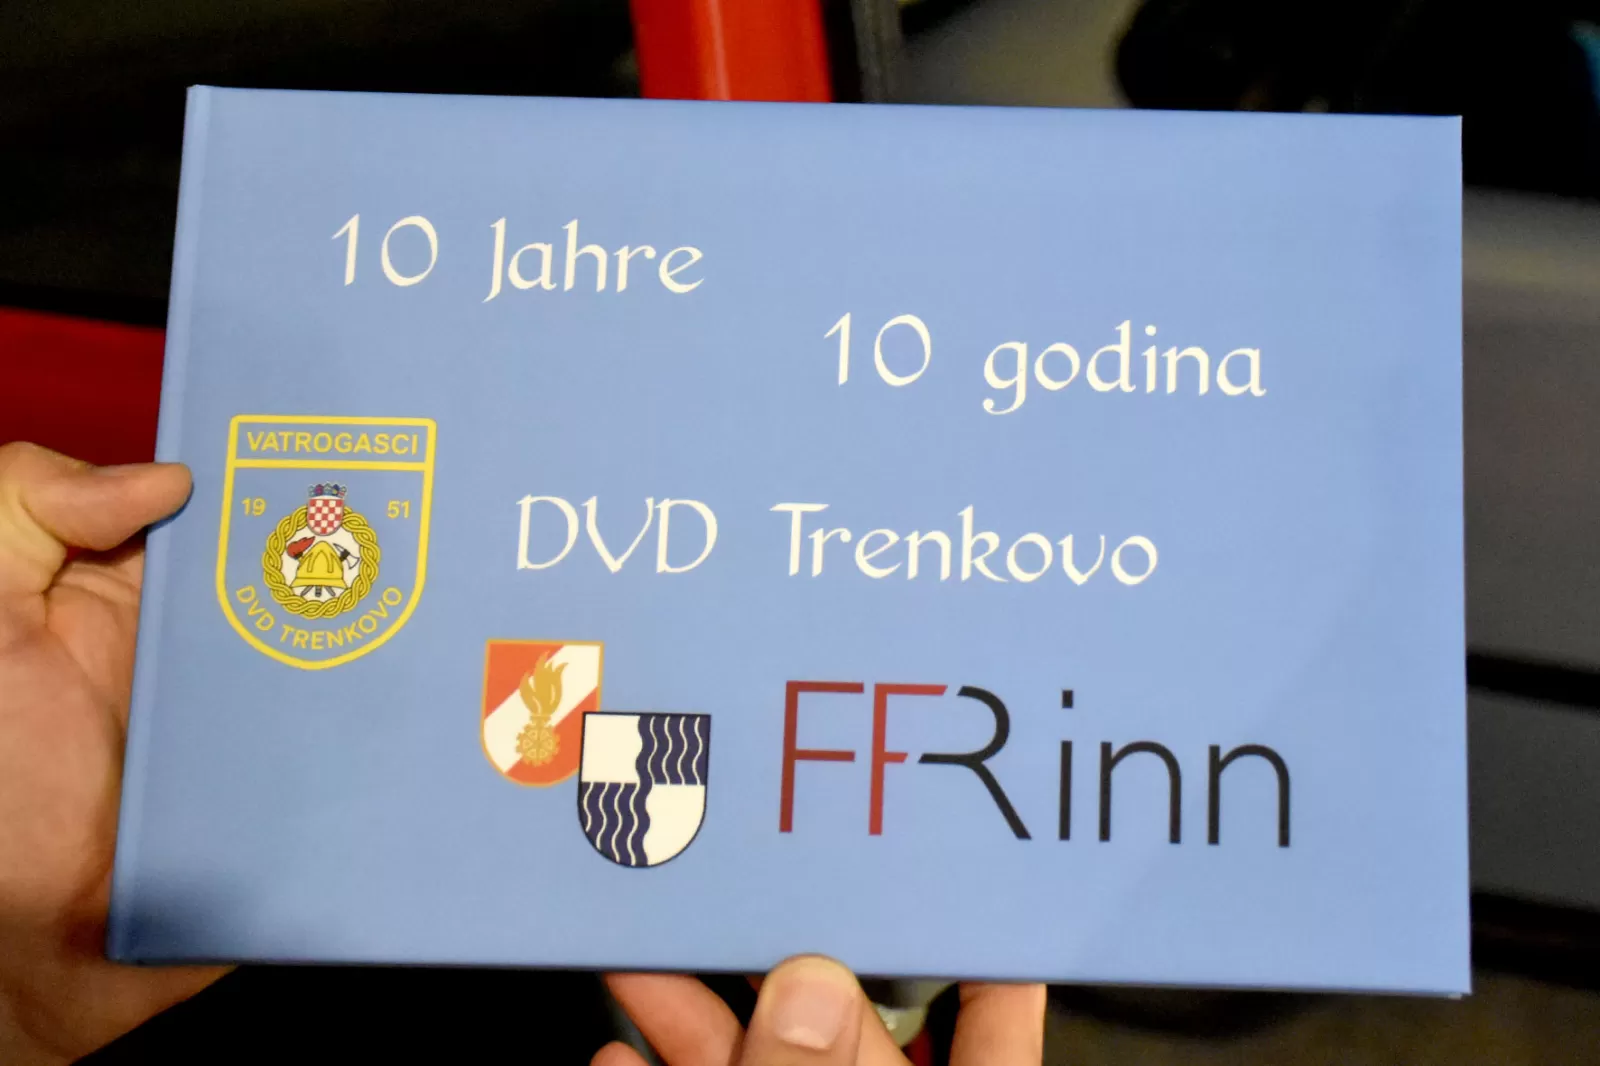 10 Jahre
10 godina
VATROGASCI
19 51
DVD TRENKOVO
DVD Trenkovo
FFRinn